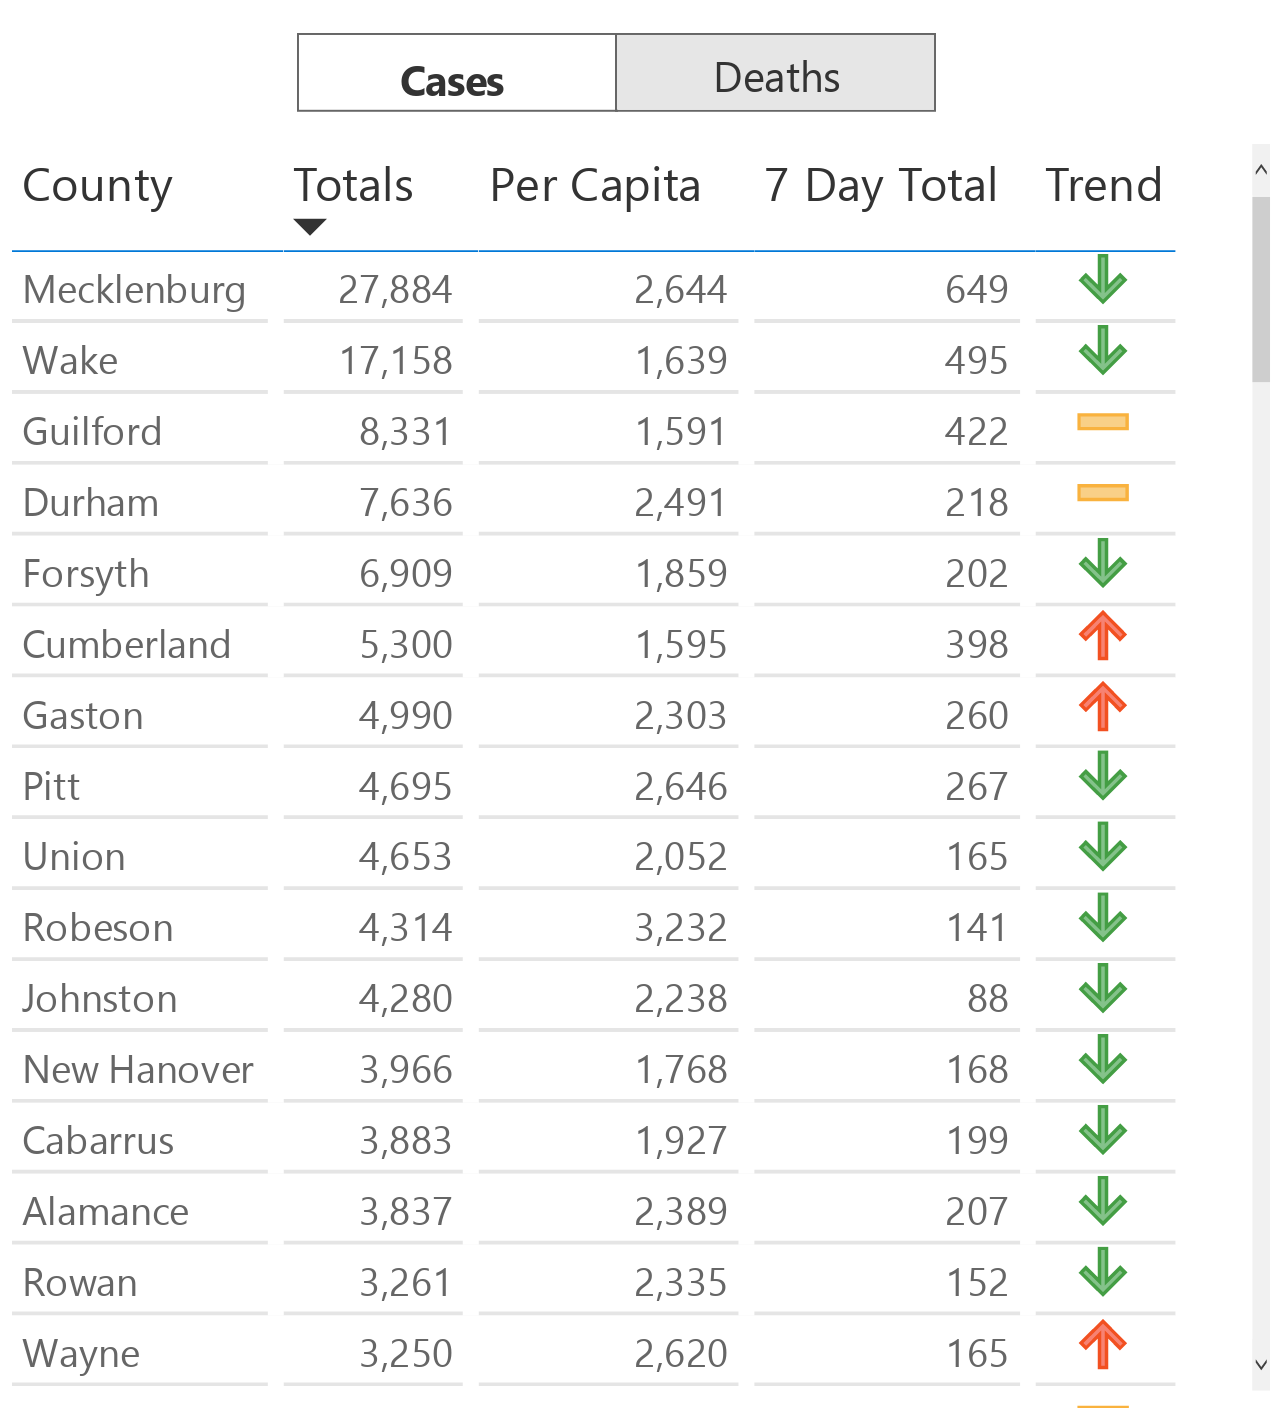 Cases Deaths
County Totals Per Capita 7 Day Total Trend
Mecklenburg 27,884 2,644 649
Wake 17,158 1,639 495
Guilford 8,331 1,591 422
Durham 7,636 2,491 218
Forsyth 6,909 1,859 202
Cumberland 5,300 1,595 398
Gaston 4,990 2,303 260
Pitt 4,695 2,646 267
Union 4,653 2,052 165
Robeson 4,314 3,232 141
Johnston 4,280 2,238 88
New Hanover 3,966 1,768 168
Cabarrus 3,883 1,927 199
Alamance 3,837 2,389 207
Rowan 3,261 2,335 152
Wayne 3,250 2,620 165